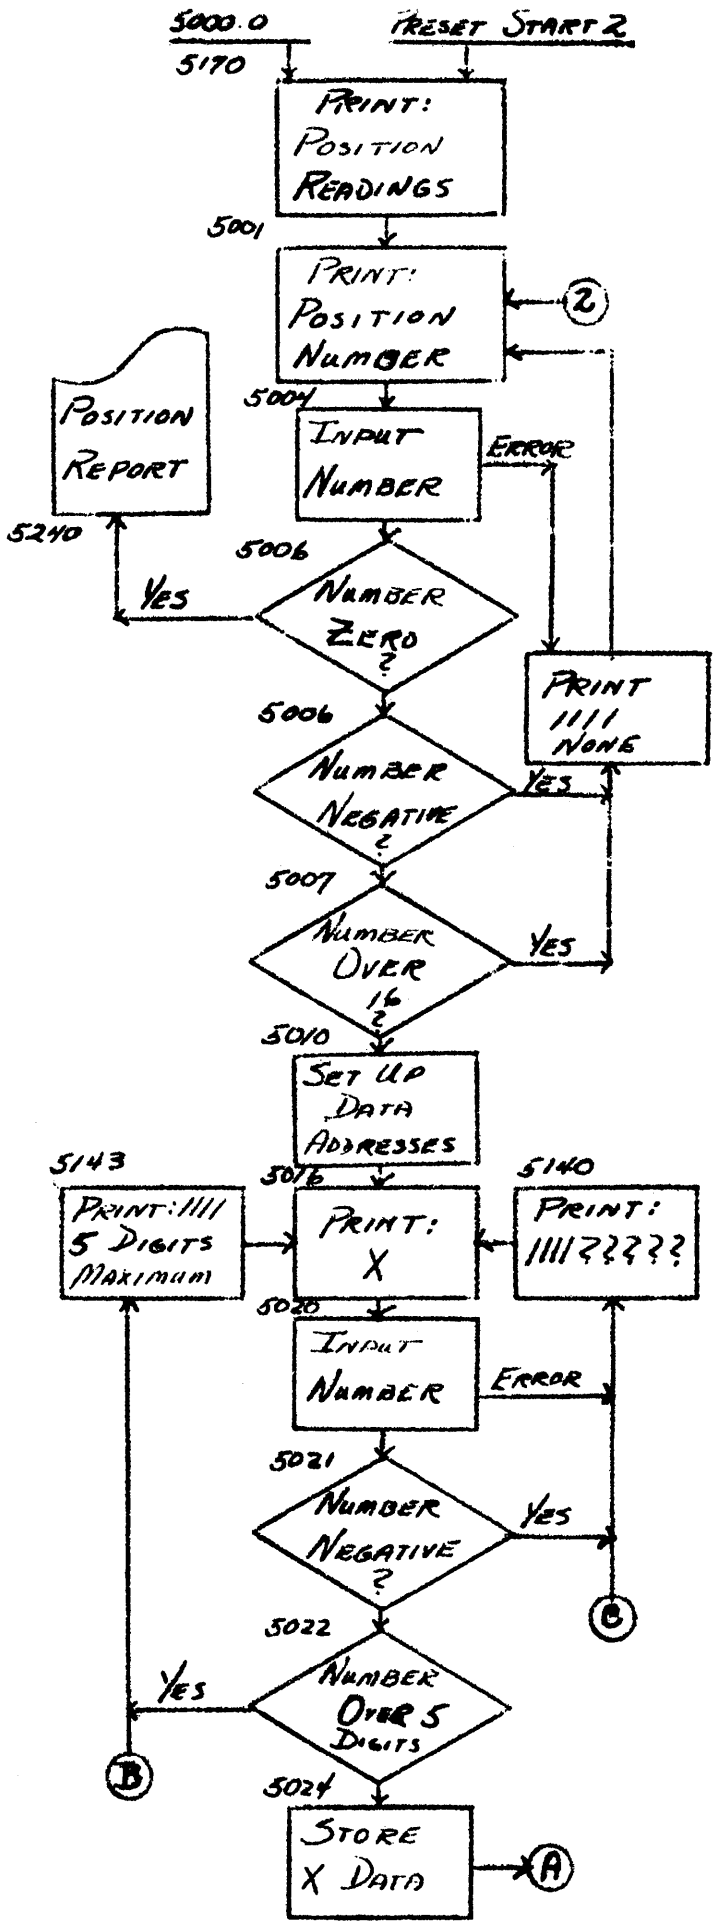 5000.0 PRESET START 2
5170
PRINT:
POSITION
READINGS
5001
PRINT:
POSITION
NUMBER
2
5004
INPUT
NUMBER
ERROR
POSITION
REPORT
5240
5006
NUMBER
ZERO
?
YES
PRINT
////
NONE
5006
NUMBER
NEGATIVE
?
YES
5007
NUMBER
OVER
16
?
YES
5010
SET UP
DATA
ADDRESSES
5143
PRINT:////
5 DIGITS
MAXIMUM
5016
PRINT:
X
5140
PRINT:
////?????
5020
INPUT
NUMBER
ERROR
5021
NUMBER
NEGATIVE
?
YES
C
5022
NUMBER
OVER 5
DIGITS
YES
B
5024
STORE
X DATA
A